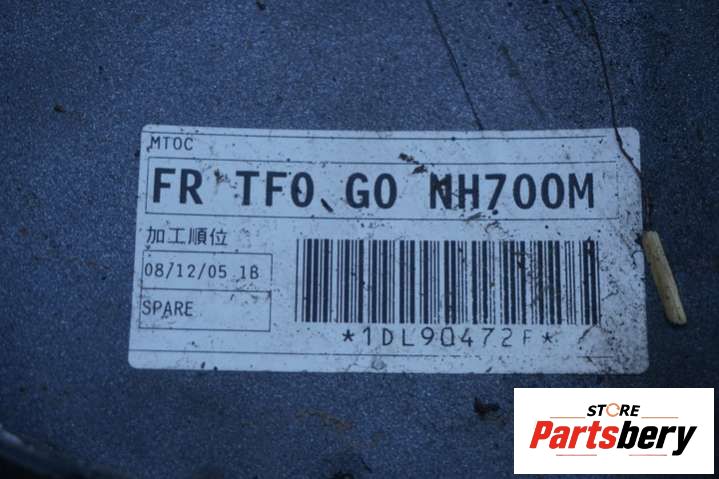 MTOC
FR TF0 G0 NH700M
加工順位
08/12/05 1B
SPARE
*1DL90472F*
STORE
Partsbery